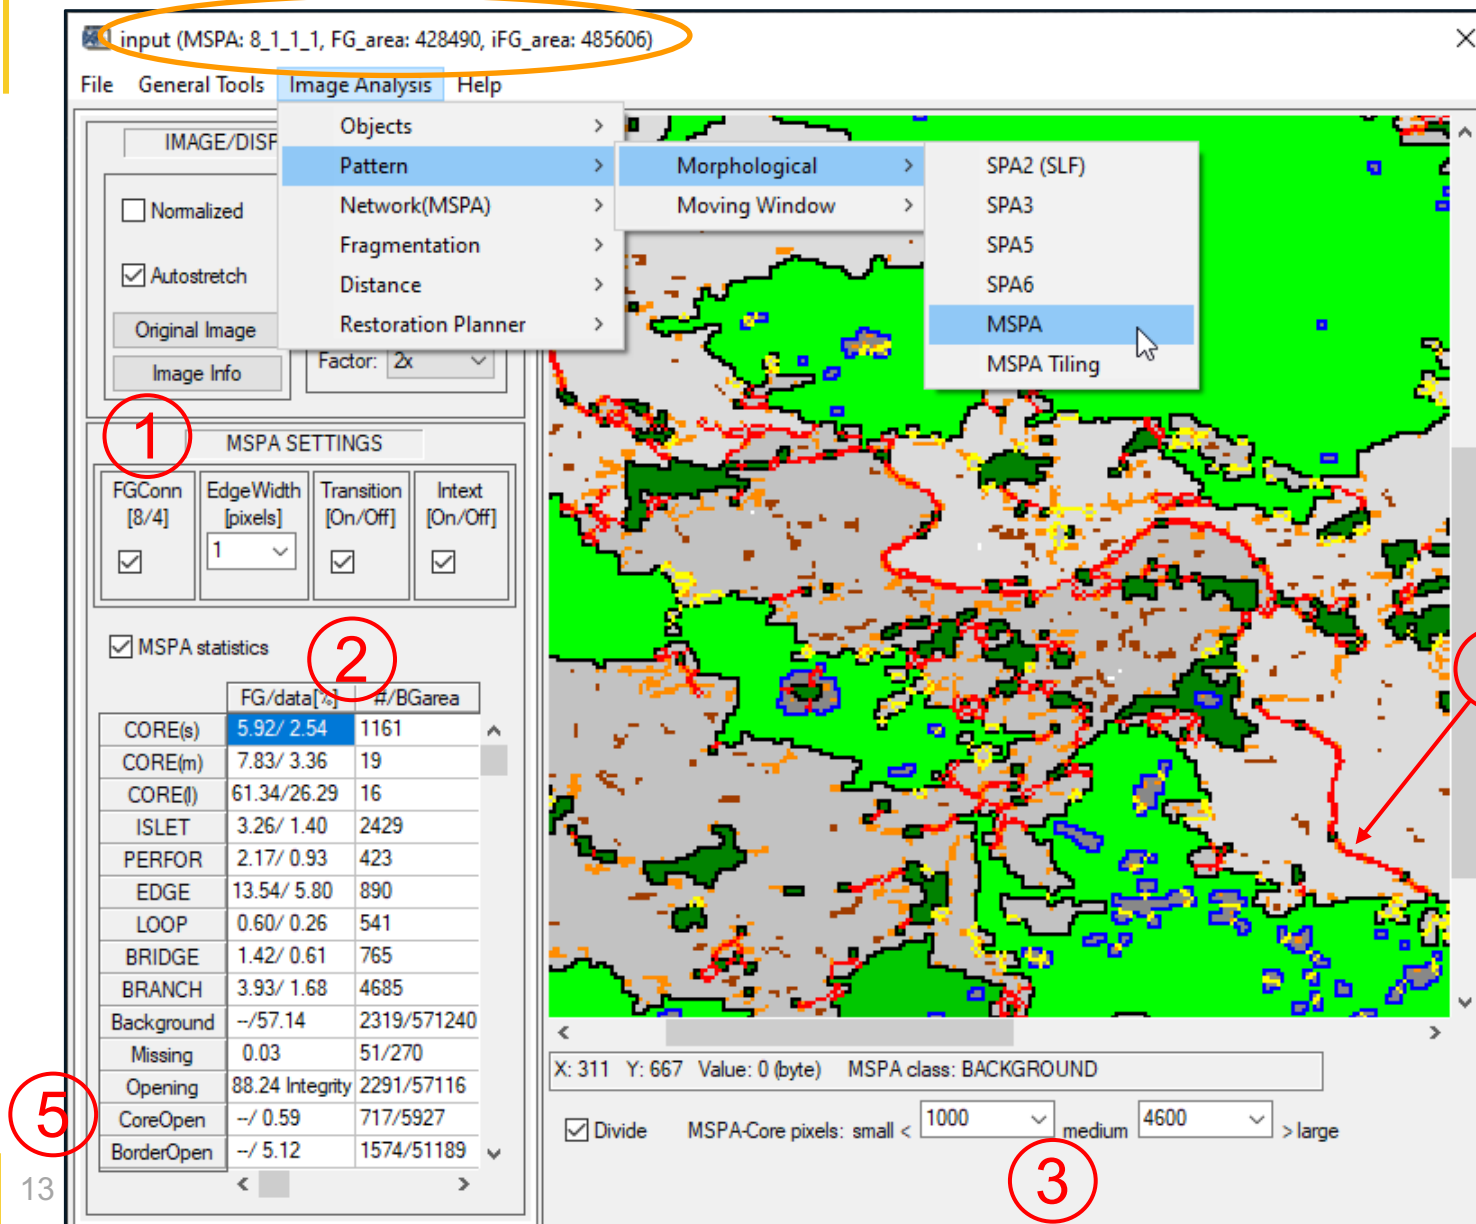 input (MSPA: 8_1_1_1, FG_area: 428490, iFG_area: 485606)
File General Tools Image Analysis Help
IMAGE/DISP
Objects >
Pattern >
Network(MSPA) >
Fragmentation >
Distance >
Restoration Planner >
Morphological >
Moving Window >
SPA2 (SLF)
SPA3
SPA5
SPA6
MSPA
MSPA Tiling
Normalized
Autostretch
Original Image
Image Info
Factor: 2x
1
MSPA SETTINGS
FGConn [8/4]
EdgeWidth [pixels]
1
Transition [On/Off]
Intext [On/Off]
MSPA statistics
2
FG/data[%] #/BGarea
CORE(s) 5.92/ 2.54 1161
CORE(m) 7.83/ 3.36 19
CORE(l) 61.34/26.29 16
ISLET 3.26/ 1.40 2429
PERFOR 2.17/ 0.93 423
EDGE 13.54/ 5.80 890
LOOP 0.60/ 0.26 541
BRIDGE 1.42/ 0.61 765
BRANCH 3.93/ 1.68 4685
Background --/57.14 2319/571240
Missing 0.03 51/270
Opening 88.24 Integrity 2291/57116
CoreOpen --/ 0.59 717/5927
BorderOpen --/ 5.12 1574/51189
5
13
X: 311 Y: 667 Value: 0 (byte) MSPA class: BACKGROUND
Divide MSPA-Core pixels: small < 1000 medium 4600 > large
3